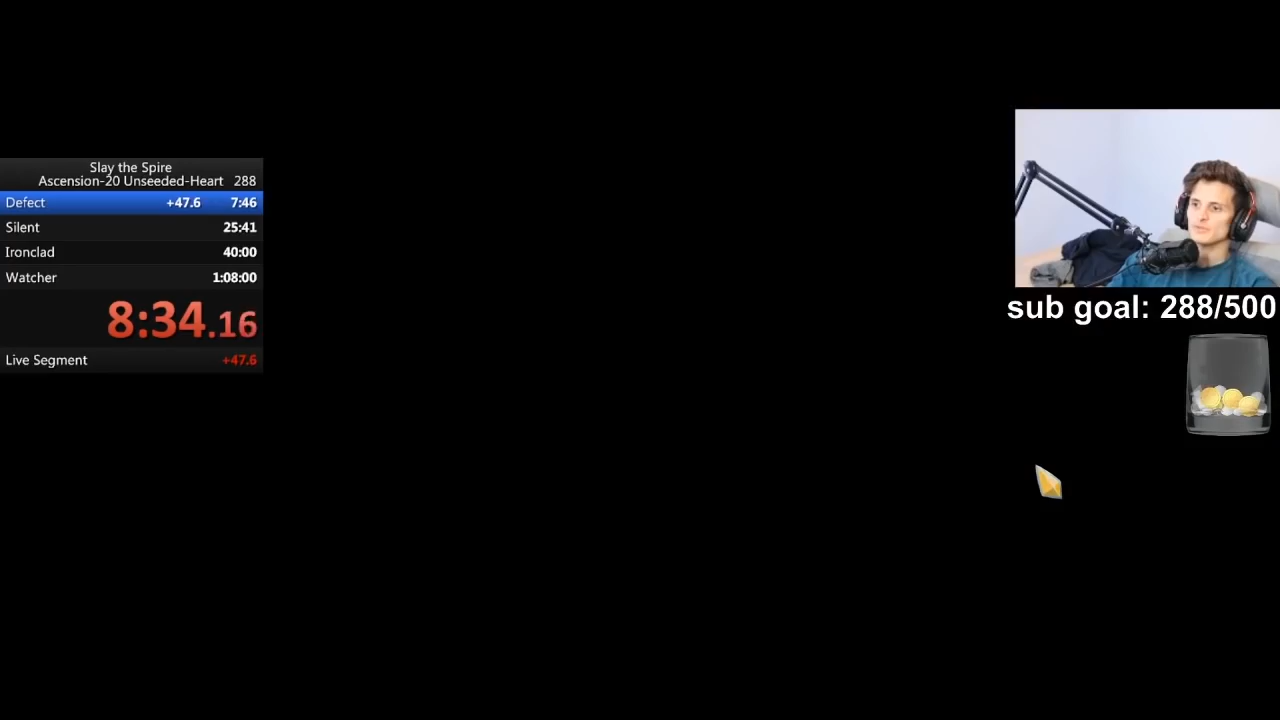 Slay the Spire
Ascension-20 Unseeded-Heart 288
Defect +47.6 7:46
Silent 25:41
Ironclad 40:00
Watcher 1:08:00
8:34.16
Live Segment +47.6
sub goal: 288/500